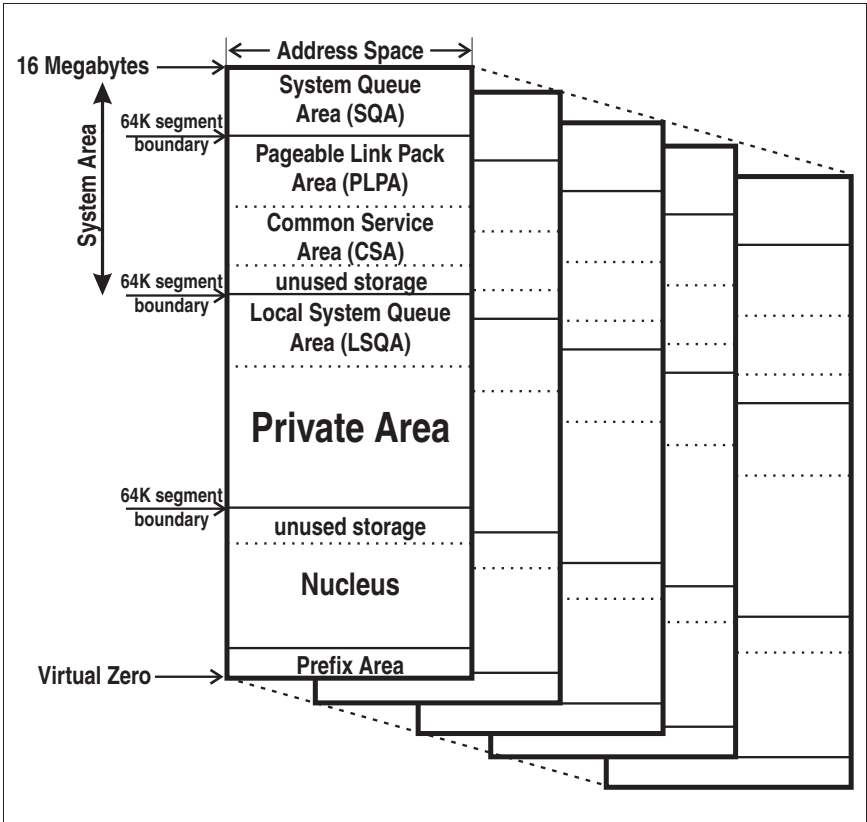 Address Space
16 Megabytes
System Queue
Area (SQA)
64K segment
boundary
System Area
Pageable Link Pack
Area (PLPA)
Common Service
Area (CSA)
unused storage
64K segment
boundary
Local System Queue
Area (LSQA)
Private Area
64K segment
boundary
unused storage
Nucleus
Prefix Area
Virtual Zero